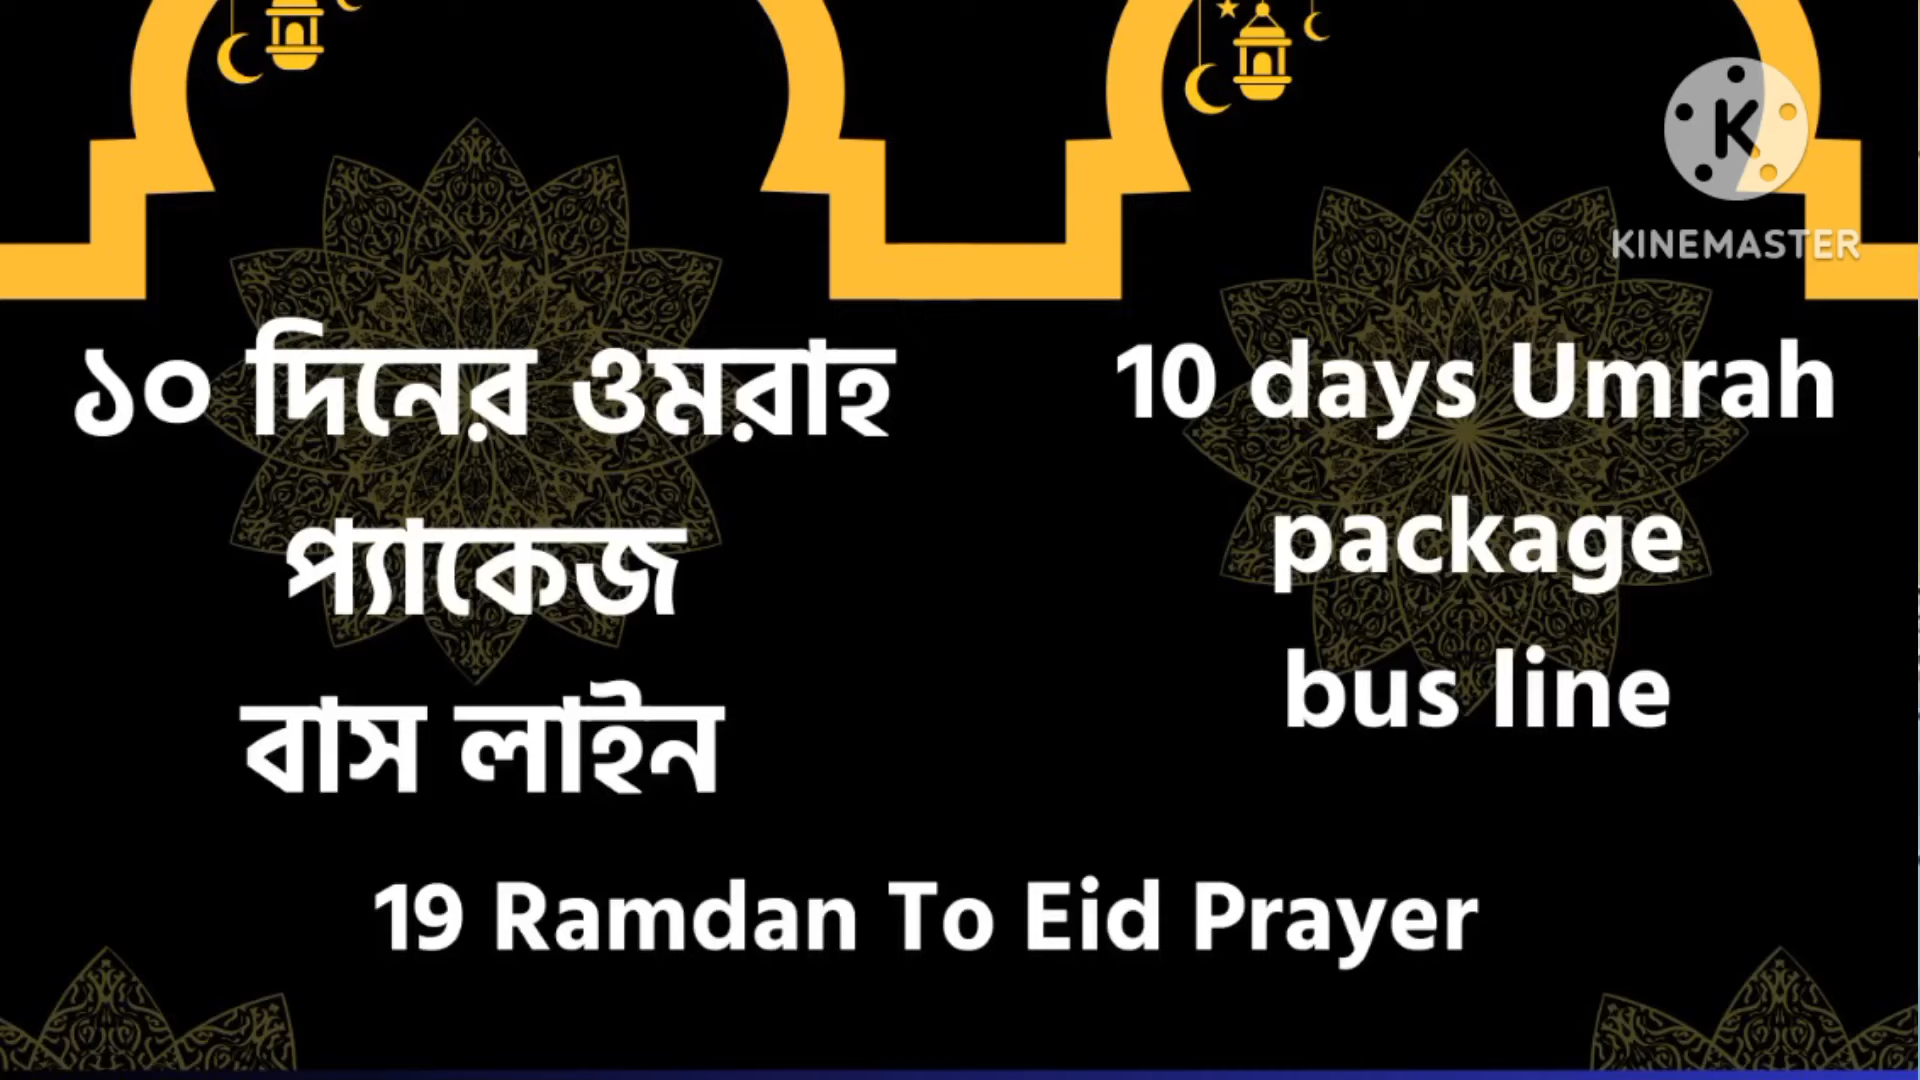 ১০ দিনের ওমরাহ
প্যাকেজ
বাস লাইন
10 days Umrah
package
bus line
19 Ramdan To Eid Prayer
K
KINEMASTER